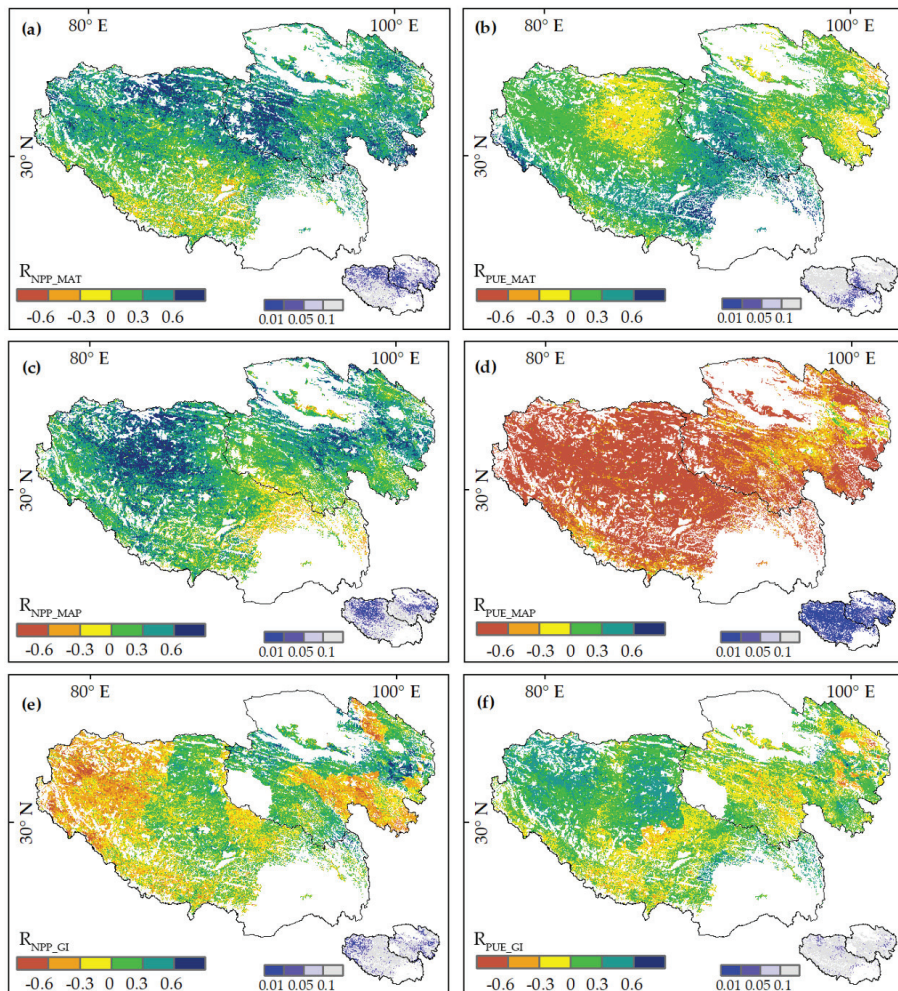 (a)
80° E
100° E
30° N
R_NPP_MAT
-0.6 -0.3 0 0.3 0.6
0.01 0.05 0.1
(b)
80° E
100° E
30° N
R_PUE_MAT
-0.6 -0.3 0 0.3 0.6
0.01 0.05 0.1
(c)
80° E
100° E
30° N
R_NPP_MAP
-0.6 -0.3 0 0.3 0.6
0.01 0.05 0.1
(d)
80° E
100° E
30° N
R_PUE_MAP
-0.6 -0.3 0 0.3 0.6
0.01 0.05 0.1
(e)
80° E
100° E
30° N
R_NPP_GI
-0.6 -0.3 0 0.3 0.6
0.01 0.05 0.1
(f)
80° E
100° E
30° N
R_PUE_GI
-0.6 -0.3 0 0.3 0.6
0.01 0.05 0.1